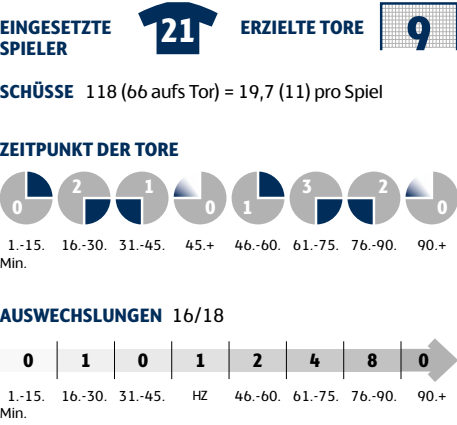 EINGESETZTE SPIELER 21 ERZIELTE TORE 9
SCHÜSSE 118 (66 aufs Tor) = 19,7 (11) pro Spiel
ZEITPUNKT DER TORE
0 2 1 0 1 3 2 0
1.-15. Min. 16.-30. 31.-45. 45.+ 46.-60. 61.-75. 76.-90. 90.+
AUSWECHSLUNGEN 16/18
0 1 0 1 2 4 8 0
1.-15. Min. 16.-30. 31.-45. HZ 46.-60. 61.-75. 76.-90. 90.+